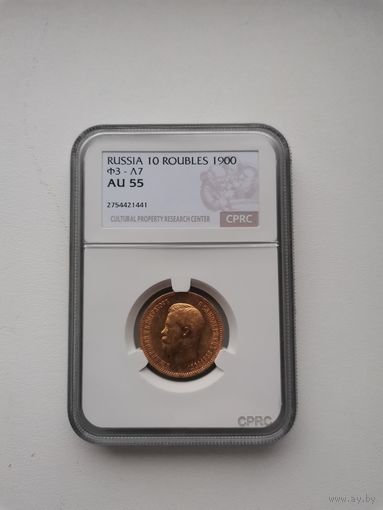 RUSSIA 10 ROUBLES 1900
ФЗ - Л7
AU 55
2754421441
CULTURAL PROPERTY RESEARCH CENTER
CPRC
CPRC
www.ay.by